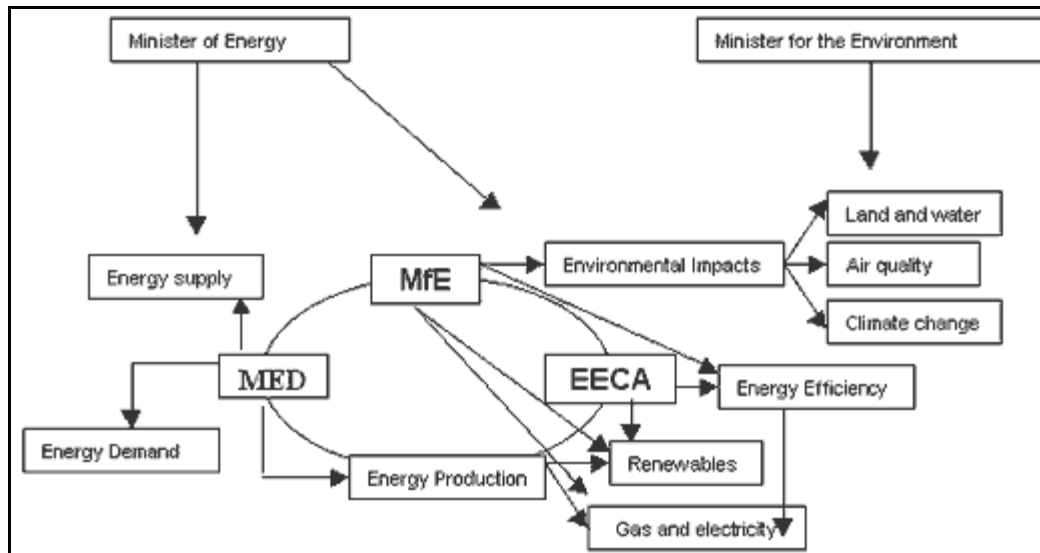 Minister of Energy
Minister for the Environment
Land and water
Energy supply
MfE
Environmental Impacts
Air quality
Climate change
MED
EECA
Energy Efficiency
Energy Demand
Energy Production
Renewables
Gas and electricity